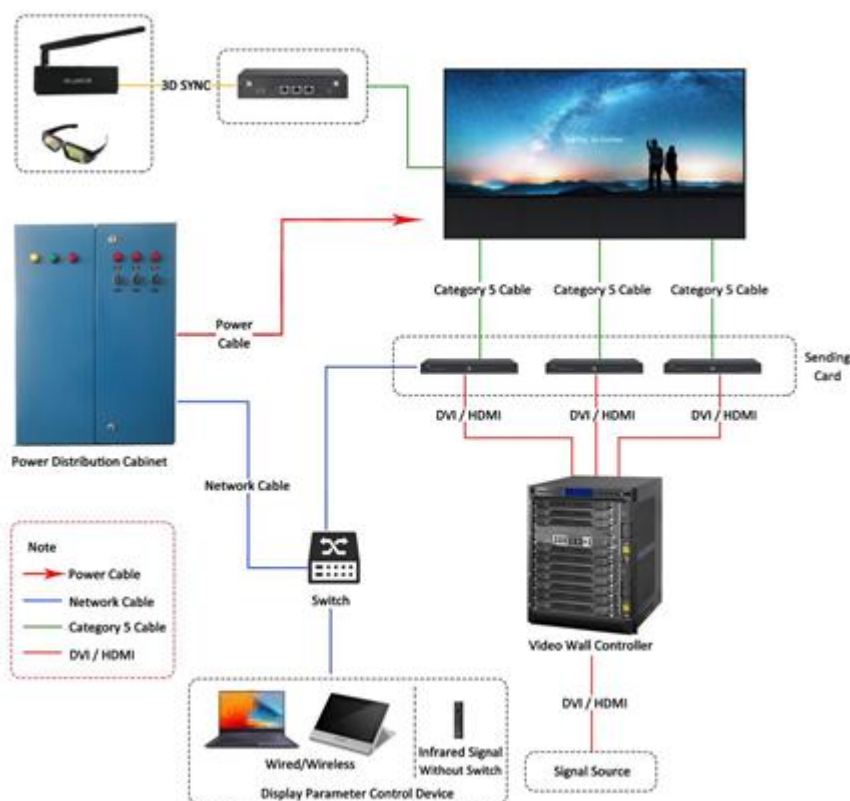 3D SYNC
Category 5 Cable
Category 5 Cable
Category 5 Cable
Power
Cable
Sending
Card
DVI / HDMI
DVI / HDMI
DVI / HDMI
Power Distribution Cabinet
Network Cable
Note
Power Cable
Network Cable
Category 5 Cable
DVI / HDMI
Switch
Video Wall Controller
DVI / HDMI
Wired/Wireless
Infrared Signal
Without Switch
Signal Source
Display Parameter Control Device